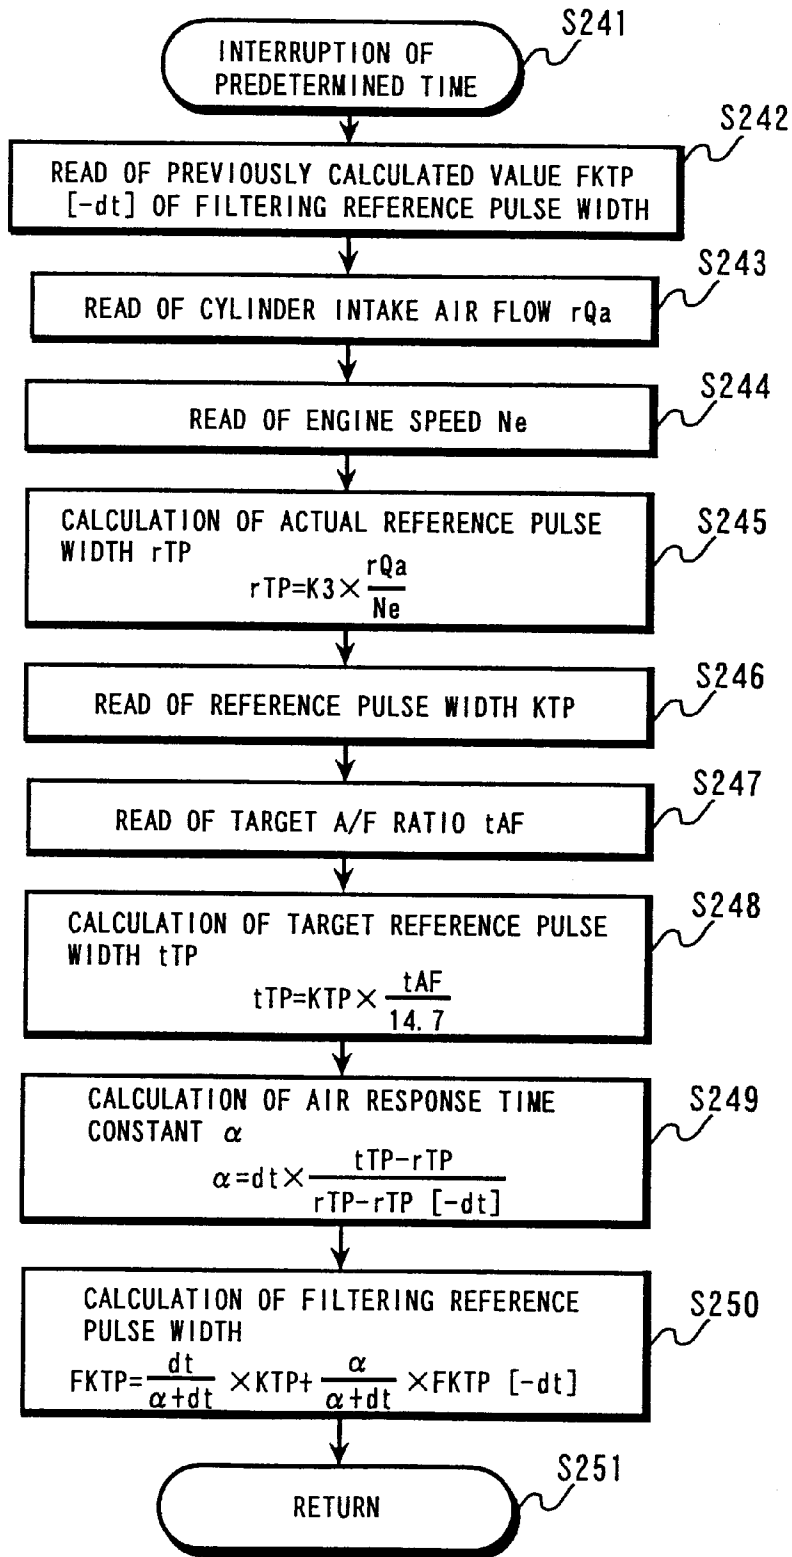 S241
INTERRUPTION OF
PREDETERMINED TIME
S242
READ OF PREVIOUSLY CALCULATED VALUE FKTP
[-dt] OF FILTERING REFERENCE PULSE WIDTH
S243
READ OF CYLINDER INTAKE AIR FLOW rQa
S244
READ OF ENGINE SPEED Ne
S245
CALCULATION OF ACTUAL REFERENCE PULSE
WIDTH rTP
rTP=K3×rQa/Ne
S246
READ OF REFERENCE PULSE WIDTH KTP
S247
READ OF TARGET A/F RATIO tAF
S248
CALCULATION OF TARGET REFERENCE PULSE
WIDTH tTP
tTP=KTP×tAF/14.7
S249
CALCULATION OF AIR RESPONSE TIME
CONSTANT α
α=dt×tTP-rTP/rTP-rTP [-dt]
S250
CALCULATION OF FILTERING REFERENCE
PULSE WIDTH
FKTP=dt/α+dt ×KTP+α/α+dt ×FKTP [-dt]
S251
RETURN